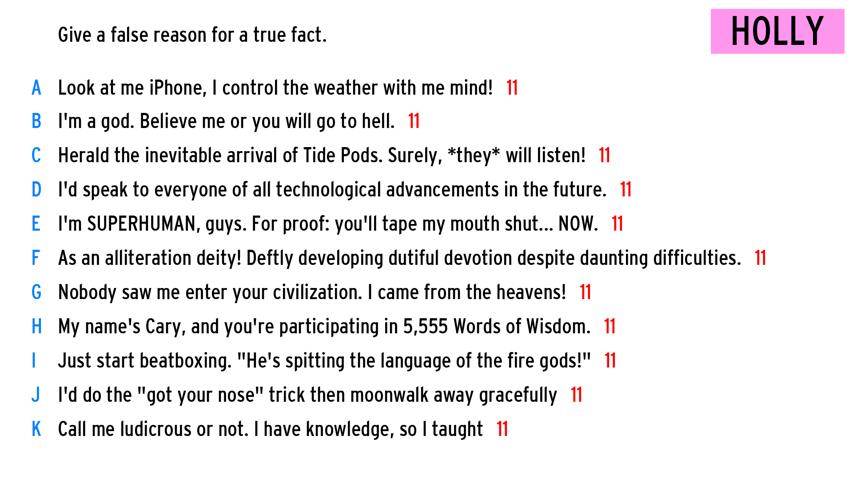 Give a false reason for a true fact.
HOLLY
A Look at me iPhone, I control the weather with me mind! 11
B I'm a god. Believe me or you will go to hell. 11
C Herald the inevitable arrival of Tide Pods. Surely, *they* will listen! 11
D I'd speak to everyone of all technological advancements in the future. 11
E I'm SUPERHUMAN, guys. For proof: you'll tape my mouth shut... NOW. 11
F As an alliteration deity! Deftly developing dutiful devotion despite daunting difficulties. 11
G Nobody saw me enter your civilization. I came from the heavens! 11
H My name's Cary, and you're participating in 5,555 Words of Wisdom. 11
I Just start beatboxing. "He's spitting the language of the fire gods!" 11
J I'd do the "got your nose" trick then moonwalk away gracefully 11
K Call me ludicrous or not. I have knowledge, so I taught 11